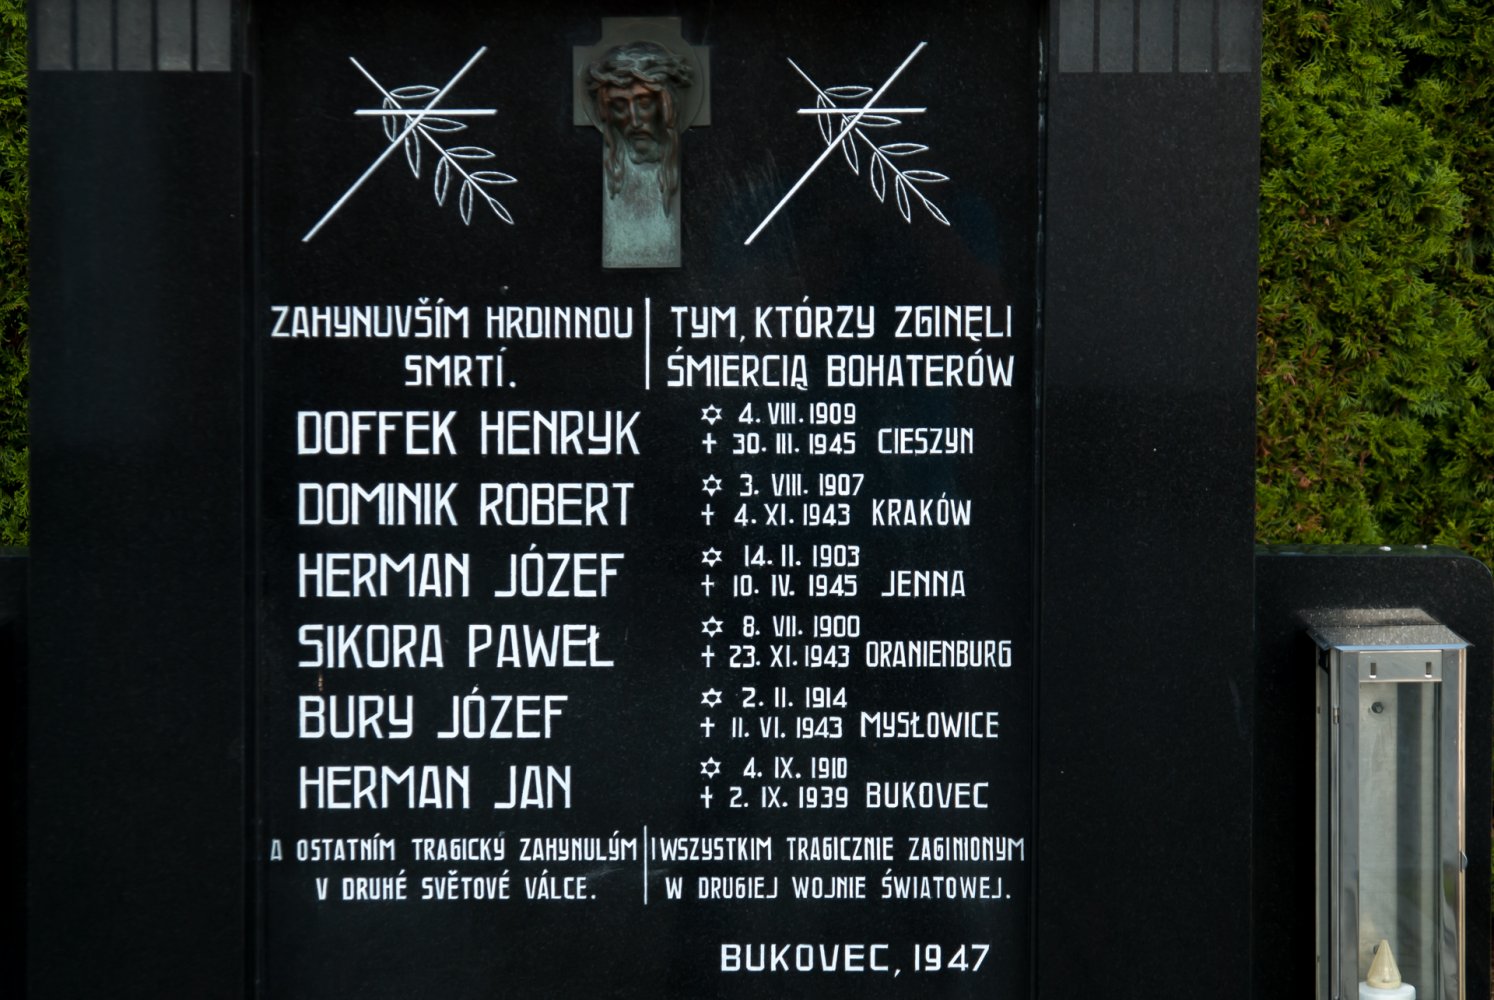 ZAHYNUVŠÍM HRDINNOU
SMRTÍ.
TYM, KTÓRZY ZGINĘLI
ŚMIERCIĄ BOHATERÓW
DOFFEK HENRYK
✡ 4. VIII. 1909
✝ 30. III. 1945 CIESZYN
DOMINIK ROBERT
✡ 3. VIII. 1907
✝ 4. XI. 1943 KRAKÓW
HERMAN JÓZEF
✡ 14. II. 1903
✝ 10. IV. 1945 JENNA
SIKORA PAWEŁ
✡ 8. VII. 1900
✝ 23. XI. 1943 ORANIENBURG
BURY JÓZEF
✡ 2. II. 1914
✝ 11. VI. 1943 MYSŁOWICE
HERMAN JAN
✡ 4. IX. 1910
✝ 2. IX. 1939 BUKOVEC
A OSTATNÍM TRAGICKÝ ZAHYNULÝM
V DRUHÉ SVĚTOVÉ VÁLCE.
I WSZYSTKIM TRAGICZNIE ZAGINIONYM
W DRUGIEJ WOJNIE ŚWIATOWEJ.
BUKOVEC, 1947